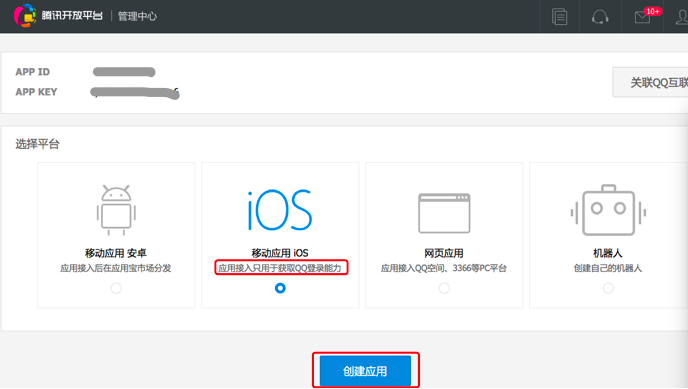 腾讯开放平台 | 管理中心
10+
APP ID
APP KEY
关联QQ互联
选择平台
iOS
移动应用 安卓
应用接入后在应用宝市场分发
移动应用 iOS
应用接入只用于获取QQ登录能力
网页应用
应用接入QQ空间、3366等PC平台
机器人
创建自己的机器人
创建应用